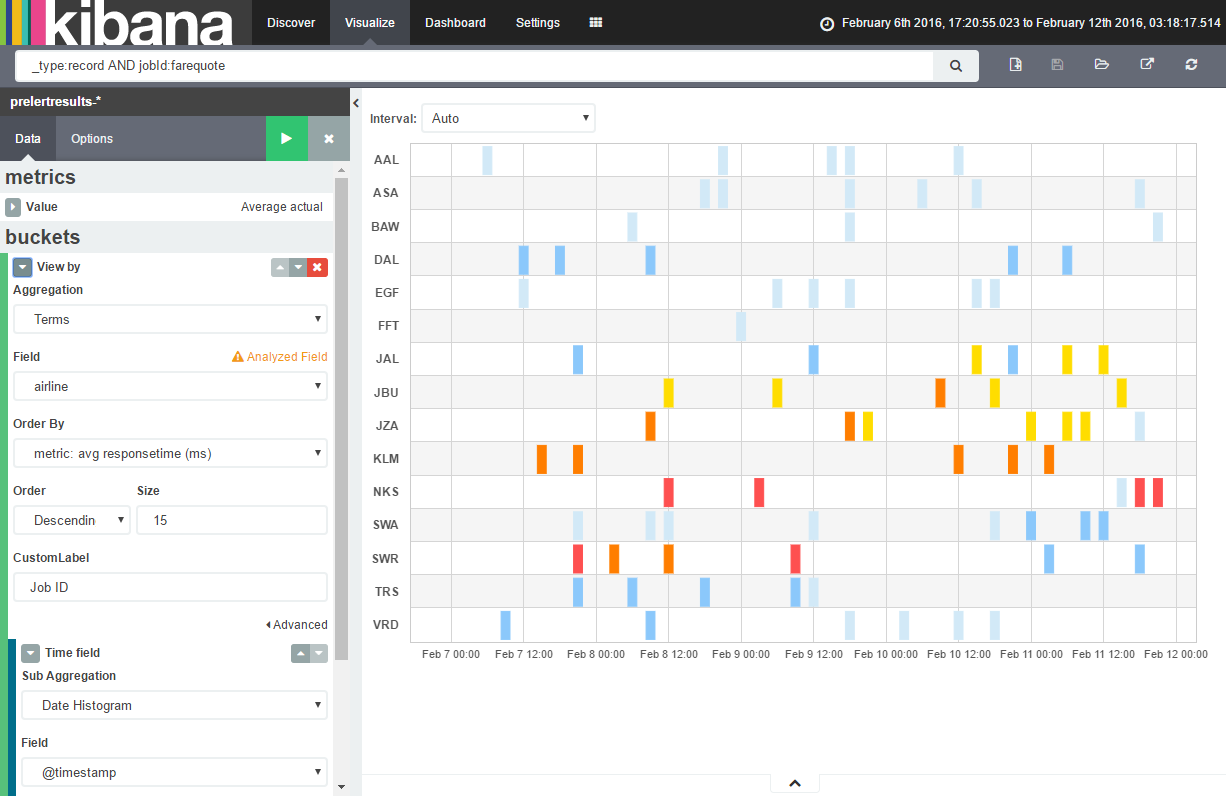 kibana
Discover
Visualize
Dashboard
Settings
February 6th 2016, 17:20:55.023 to February 12th 2016, 03:18:17.514
_type:record AND jobId:farequote
prelertresults-*
Data
Options
metrics
Value
Average actual
buckets
View by
Aggregation
Terms
Field
Analyzed Field
airline
Order By
metric: avg responsetime (ms)
Order
Size
Descendin
15
CustomLabel
Job ID
Advanced
Time field
Sub Aggregation
Date Histogram
Field
@timestamp
Interval:
Auto
AAL
ASA
BAW
DAL
EGF
FFT
JAL
JBU
JZA
KLM
NKS
SWA
SWR
TRS
VRD
Feb 7 00:00
Feb 7 12:00
Feb 8 00:00
Feb 8 12:00
Feb 9 00:00
Feb 9 12:00
Feb 10 00:00
Feb 10 12:00
Feb 11 00:00
Feb 11 12:00
Feb 12 00:00